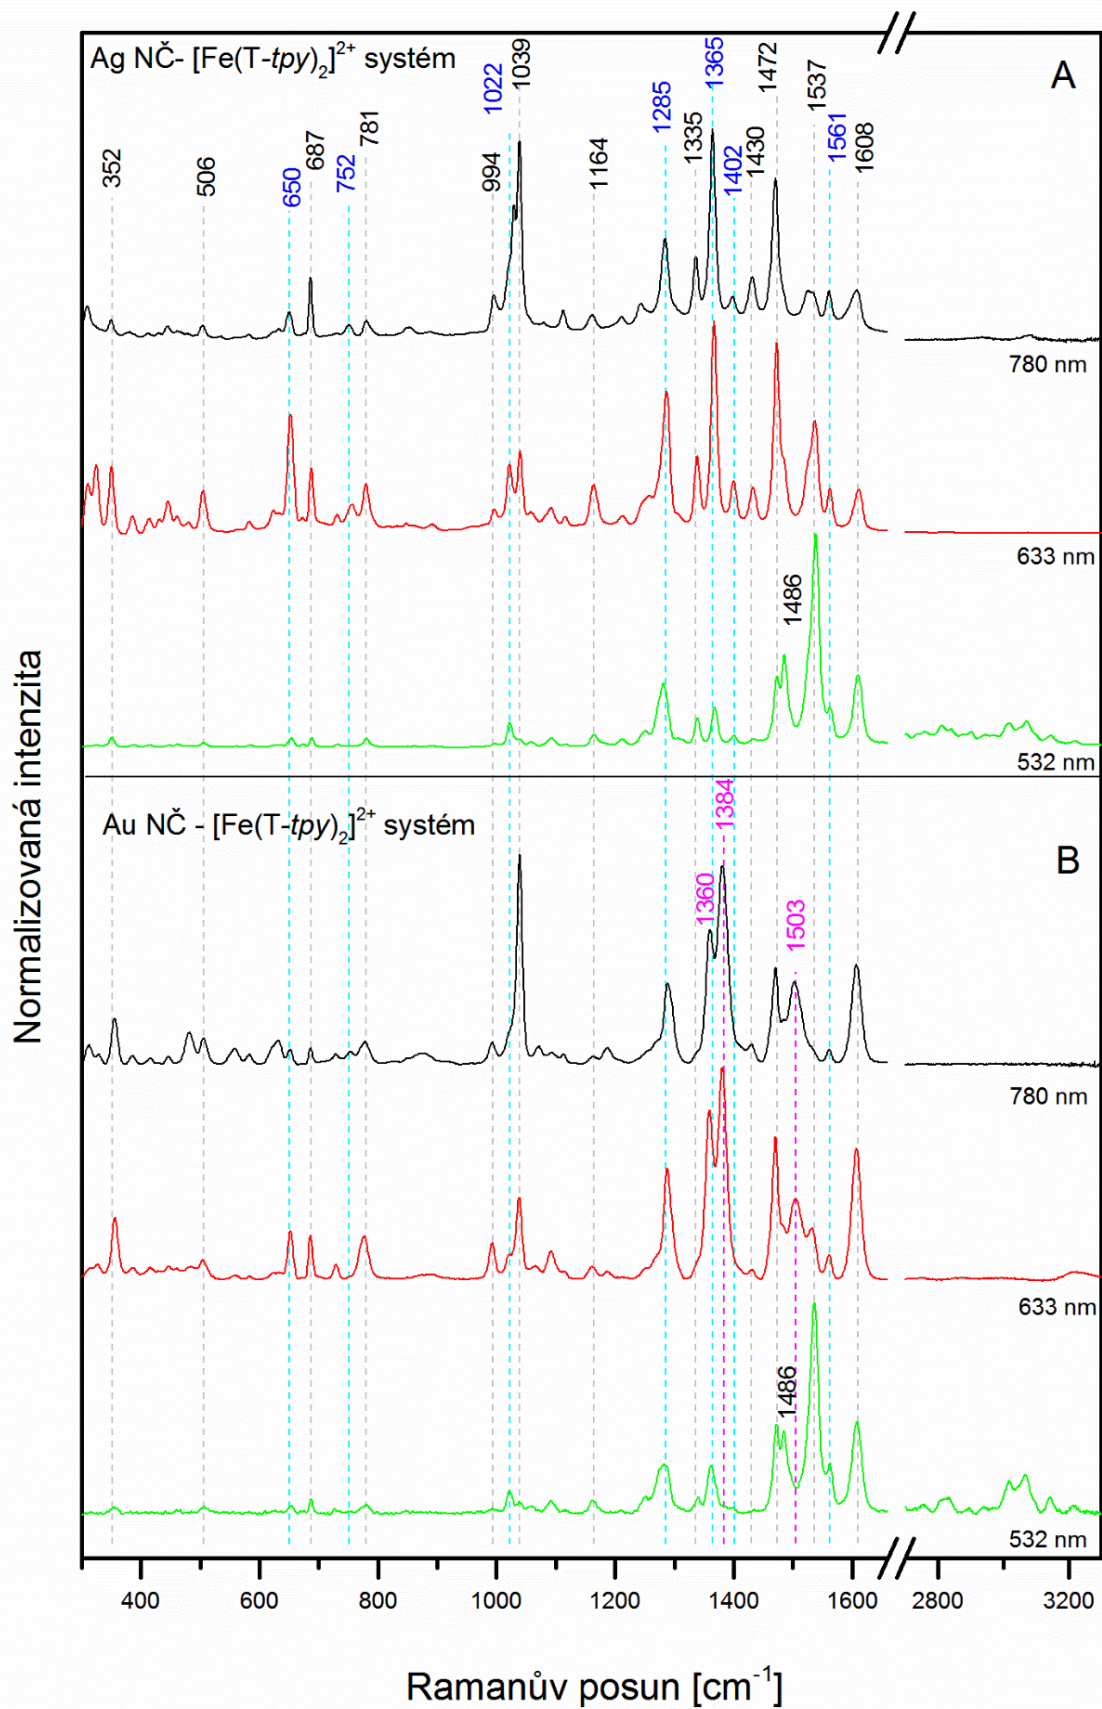 Ag NČ- [Fe(T-tpy)₂]²⁺ systém
A
352
506
650
687
752
781
994
1022
1039
1164
1285
1335
1365
1402
1430
1472
1537
1561
1608
780 nm
633 nm
1486
532 nm
Au NČ - [Fe(T-tpy)₂]²⁺ systém
B
1360
1384
1503
780 nm
633 nm
1486
532 nm
400 600 800 1000 1200 1400 1600 2800 3200
Ramanův posun [cm⁻¹]
Normalizovaná intenzita